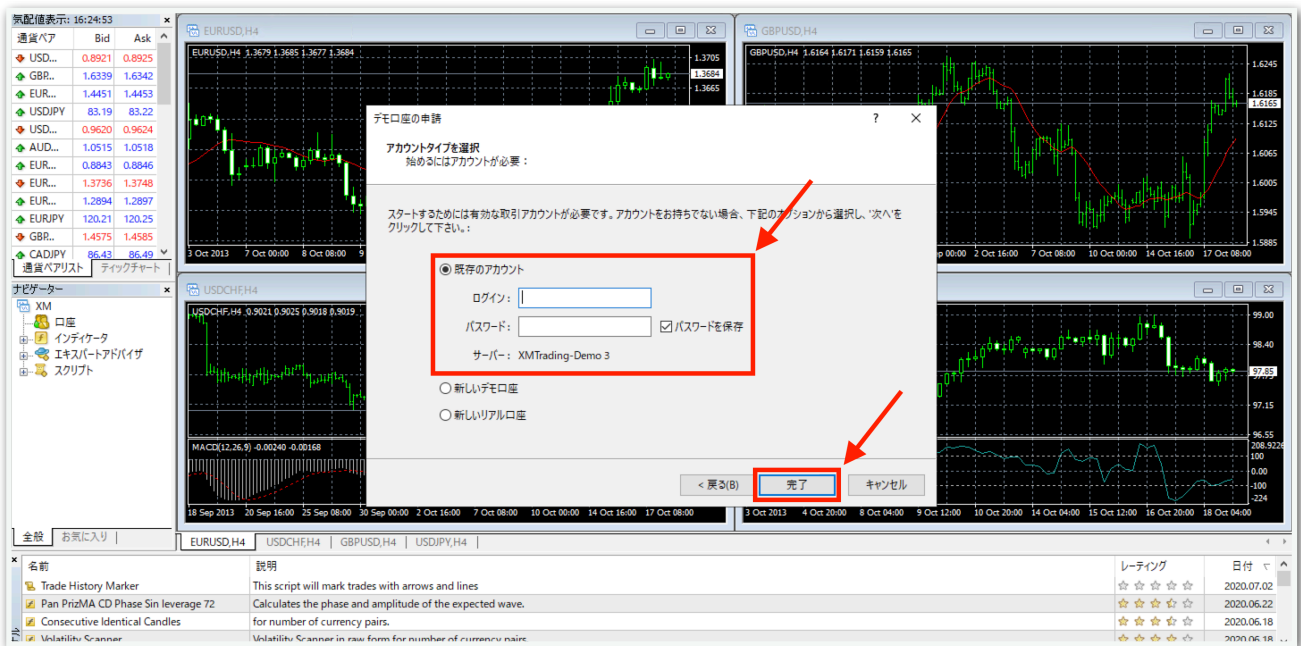 気配値表示: 16:24:53
通貨ペア Bid Ask
USD... 0.8921 0.8925
GBP... 1.6339 1.6342
EUR... 1.4451 1.4453
USDJPY 83.19 83.22
USD... 0.9620 0.9624
AUD... 1.0515 1.0518
EUR... 0.8843 0.8846
EUR... 1.3736 1.3748
EUR... 1.2894 1.2897
EURJPY 120.21 120.25
GBP... 1.4575 1.4585
CADJPY 86.43 86.49
通貨ペアリスト ティックチャート
ナビゲーター
XM
口座
インディケータ
エキスパートアドバイザ
スクリプト
全般 お気に入り
EURUSD,H4
EURUSD,H4 1.3679 1.3685 1.3677 1.3684
1.3705
1.3684
1.3665
3 Oct 2013 7 Oct 00:00 8 Oct 08:00 9
GBPUSD,H4
GBPUSD,H4 1.6164 1.6171 1.6159 1.6165
1.6245
1.6185
1.6165
1.6125
1.6065
1.6005
1.5945
1.5885
00:00 2 Oct 16:00 7 Oct 08:00 10 Oct 00:00 14 Oct 16:00 17 Oct 08:00
デモ口座の申請 ?
アカウントタイプを選択
始めるにはアカウントが必要：
スタートするためには有効な取引アカウントが必要です。アカウントをお持ちでない場合、下記のオプションから選択し、'次へ'を
クリックして下さい。:
既存のアカウント
ログイン：
パスワード： パスワードを保存
サーバー： XMTrading-Demo 3
新しいデモ口座
新しいリアル口座
< 戻る(B) 完了 キャンセル
USDCHF,H4
USDCHF,H4 0.9021 0.9025 0.9018 0.9019
MACD(12,26,9) -0.00240 -0.00168
18 Sep 2013 20 Sep 16:00 25 Sep 08:00 30 Sep 00:00 2 Oct 16:00 7 Oct 08:00 10 Oct 00:00 14 Oct 16:00 17 Oct 08:00
99.00
98.40
97.85
97.15
96.55
208.9226
100
0.00
-100
-224
3 Oct 2013 4 Oct 20:00 8 Oct 04:00 9 Oct 12:00 10 Oct 20:00 14 Oct 04:00 15 Oct 12:00 16 Oct 20:00 18 Oct 04:00
EURUSD,H4 USDCHF,H4 GBPUSD,H4 USDJPY,H4
名前 説明 レーティング 日付
Trade History Marker This script will mark trades with arrows and lines 2020.07.02
Pan PrizMA CD Phase Sin leverage 72 Calculates the phase and amplitude of the expected wave. 2020.06.22
Consecutive Identical Candles for number of currency pairs. 2020.06.18
Volatility Scanner Volatility Scanner in raw form for number of currency pairs 2020.06.18